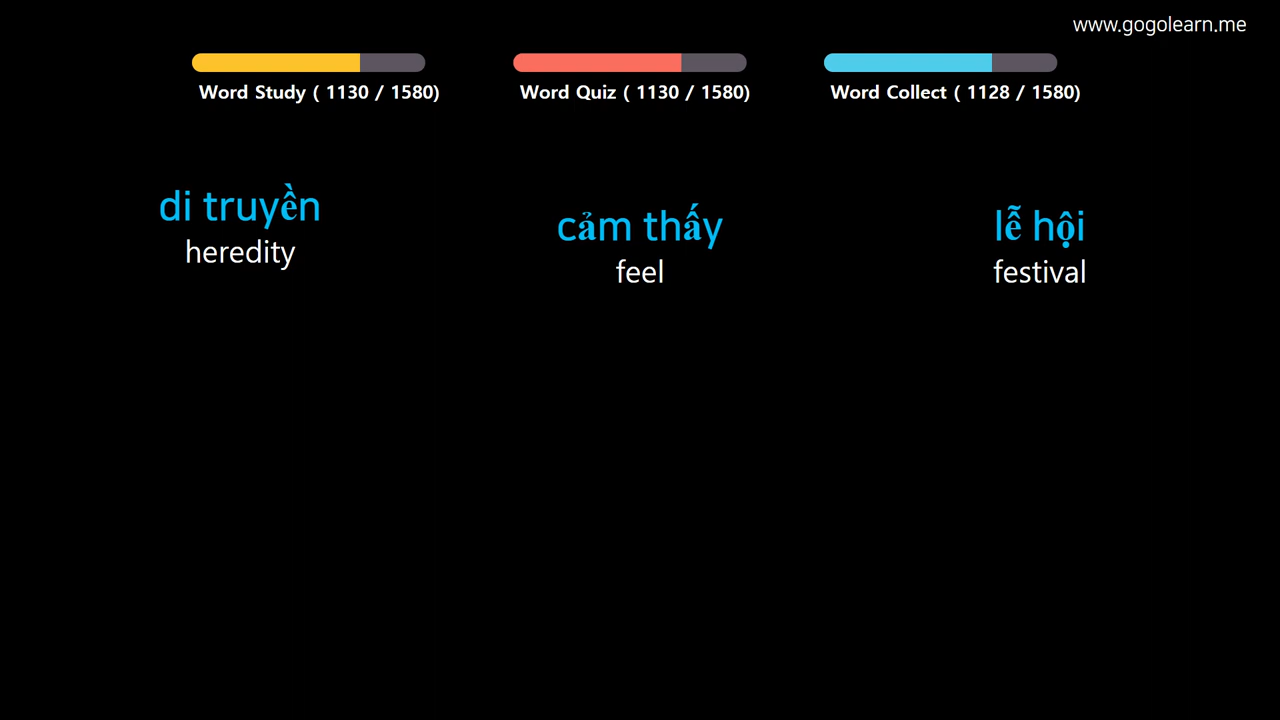 www.gogolearn.me
Word Study ( 1130 / 1580)
Word Quiz ( 1130 / 1580)
Word Collect ( 1128 / 1580)
di truyền
heredity
cảm thấy
feel
lễ hội
festival